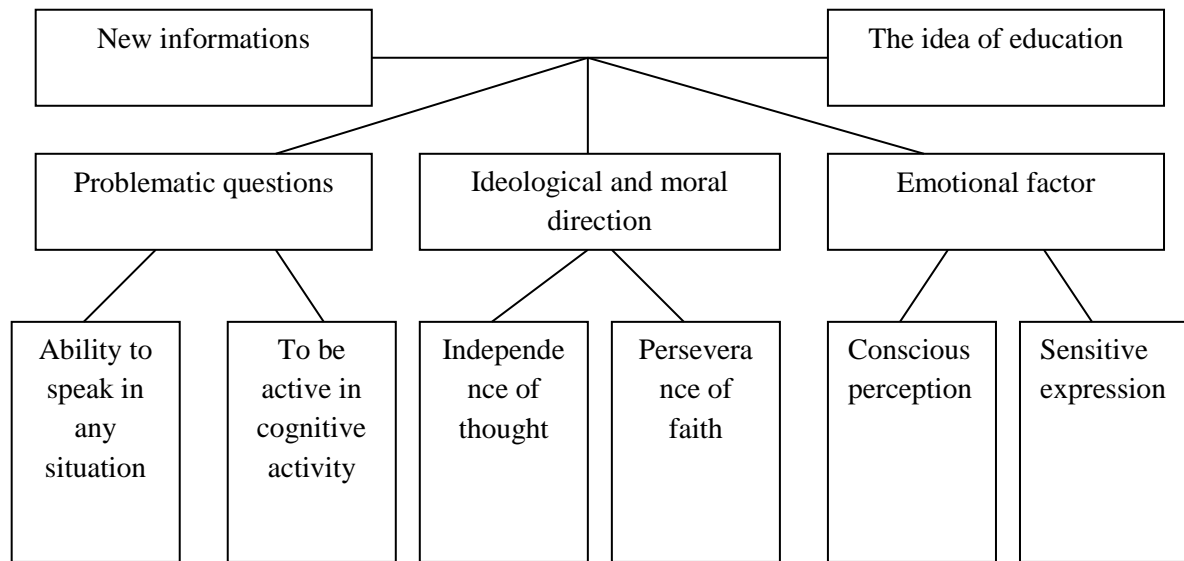 New informations
The idea of education
Problematic questions
Ideological and moral
direction
Emotional factor
Ability to
speak in
any
situation
To be
active in
cognitive
activity
Independe
nce of
thought
Persevera
nce of
faith
Conscious
perception
Sensitive
expression